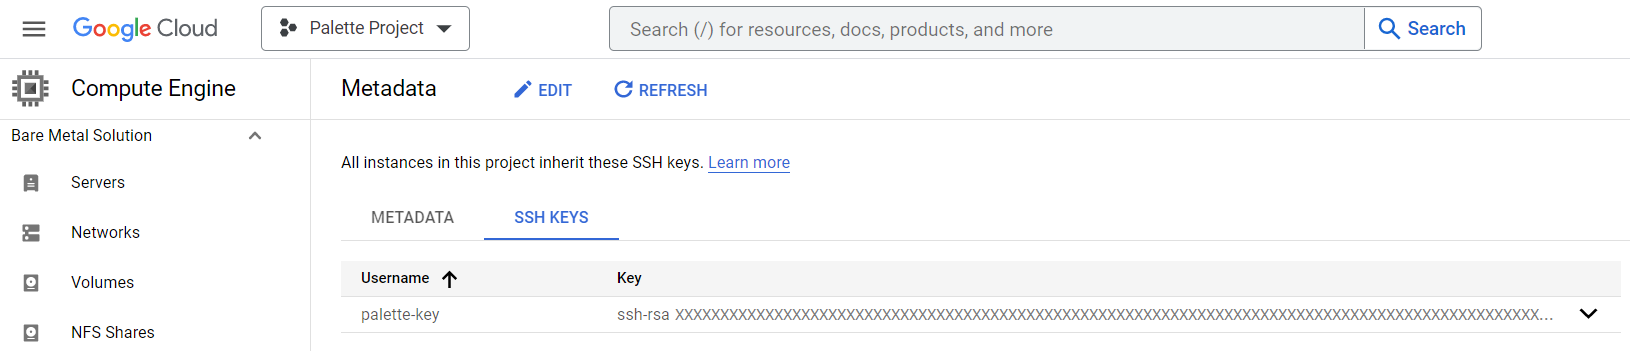 Google Cloud
Palette Project
Search (/) for resources, docs, products, and more
Search
Compute Engine
Metadata
EDIT
REFRESH
Bare Metal Solution
Servers
Networks
Volumes
NFS Shares
All instances in this project inherit these SSH keys. Learn more
METADATA
SSH KEYS
Username
Key
palette-key
ssh-rsa XXXXXXXXXXXXXXXXXXXXXXXXXXXXXXXXXXXXXXXXXXXXXXXXXXXXXXXXXXXXXXXXXXXXXXXXXXXXXXXXXXXXXXXXXXXXXXXX...